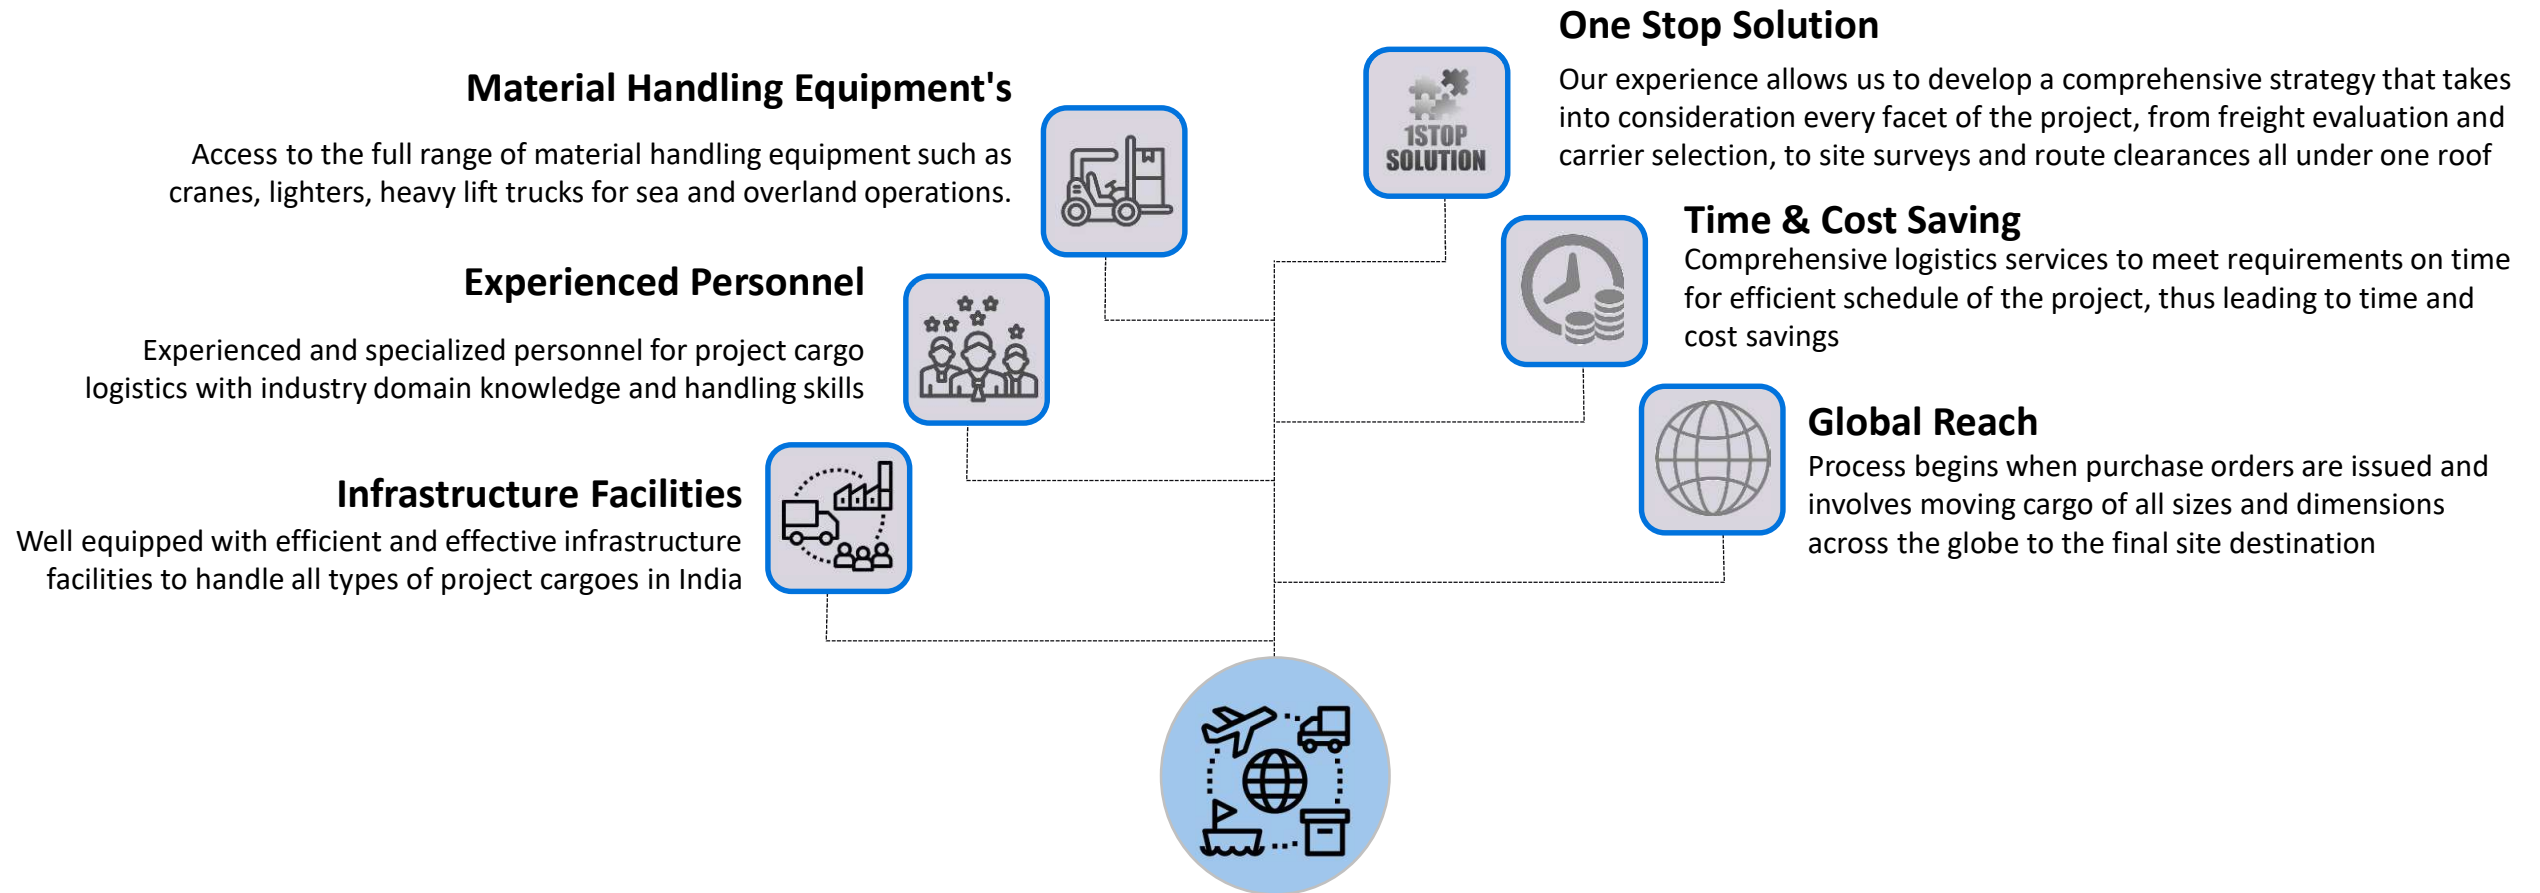 Material Handling Equipment's
Access to the full range of material handling equipment such as
cranes, lighters, heavy lift trucks for sea and overland operations.
Experienced Personnel
Experienced and specialized personnel for project cargo
logistics with industry domain knowledge and handling skills
Infrastructure Facilities
Well equipped with efficient and effective infrastructure
facilities to handle all types of project cargoes in India
1STOP
SOLUTION
One Stop Solution
Our experience allows us to develop a comprehensive strategy that takes
into consideration every facet of the project, from freight evaluation and
carrier selection, to site surveys and route clearances all under one roof
Time & Cost Saving
Comprehensive logistics services to meet requirements on time
for efficient schedule of the project, thus leading to time and
cost savings
Global Reach
Process begins when purchase orders are issued and
involves moving cargo of all sizes and dimensions
across the globe to the final site destination